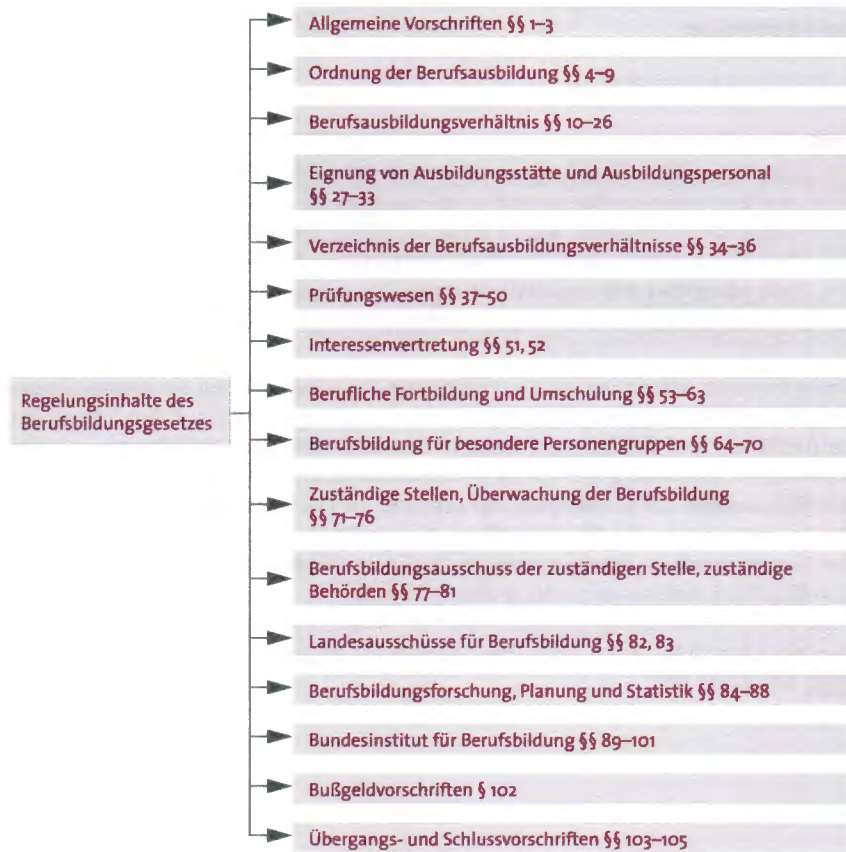 Allgemeine Vorschriften §§ 1–3
Ordnung der Berufsausbildung §§ 4–9
Berufsausbildungsverhältnis §§ 10–26
Eignung von Ausbildungsstätte und Ausbildungspersonal
§§ 27–33
Verzeichnis der Berufsausbildungsverhältnisse §§ 34–36
Prüfungswesen §§ 37–50
Interessenvertretung §§ 51, 52
Regelungsinhalte des
Berufsbildungsgesetzes
Berufliche Fortbildung und Umschulung §§ 53–63
Berufsbildung für besondere Personengruppen §§ 64–70
Zuständige Stellen, Überwachung der Berufsbildung
§§ 71–76
Berufsbildungsausschuss der zuständigen Stelle, zuständige
Behörden §§ 77–81
Landesausschüsse für Berufsbildung §§ 82, 83
Berufsbildungsforschung, Planung und Statistik §§ 84–88
Bundesinstitut für Berufsbildung §§ 89–101
Bußgeldvorschriften § 102
Übergangs- und Schlussvorschriften §§ 103–105